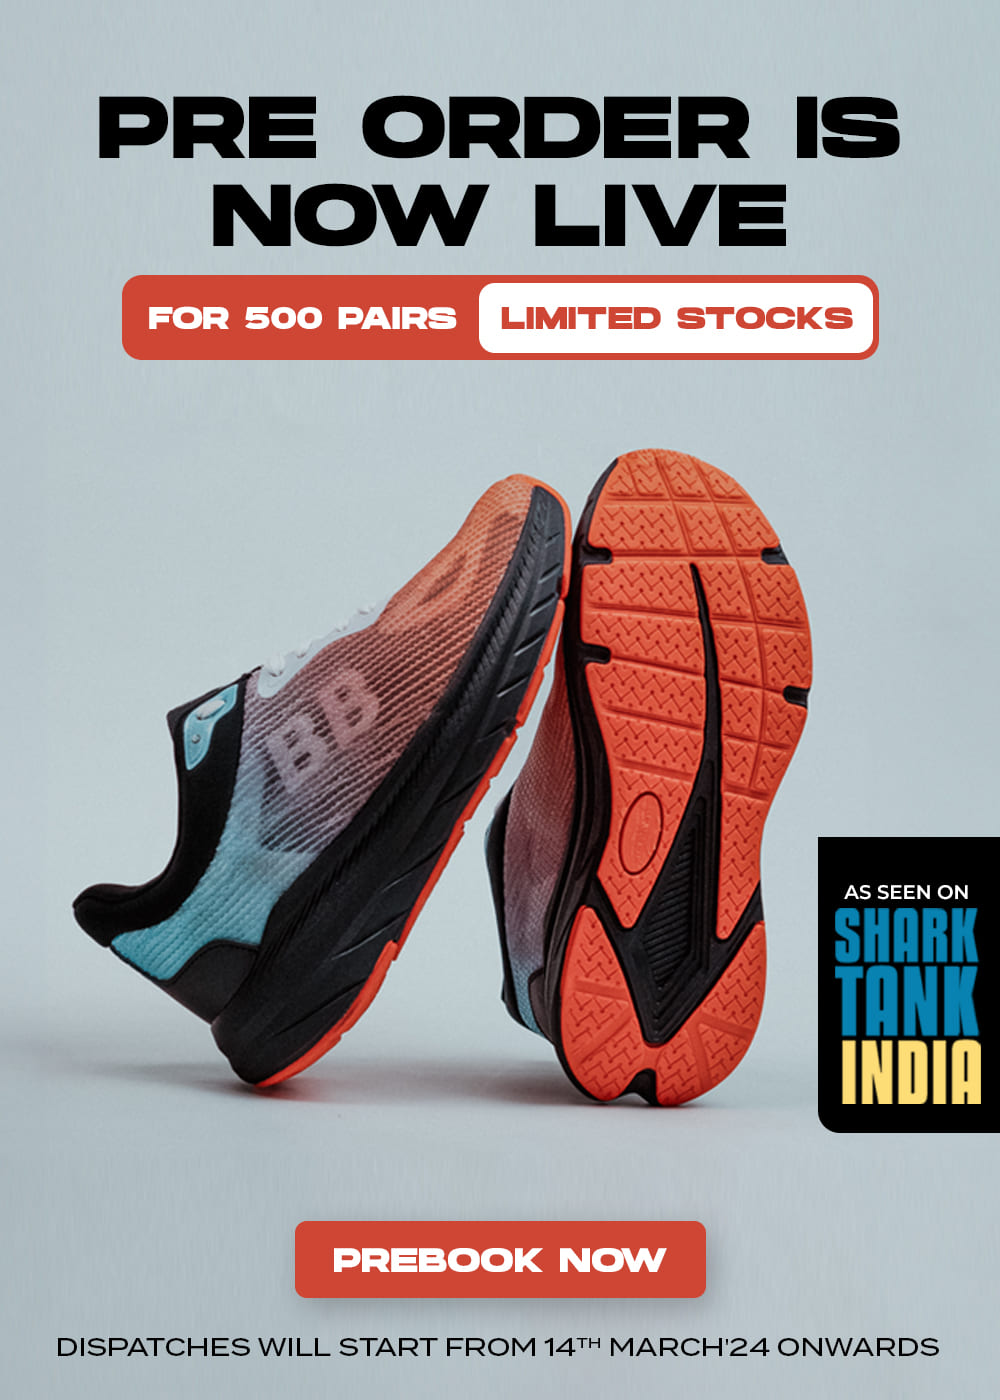 PRE ORDER IS
NOW LIVE
FOR 500 PAIRS LIMITED STOCKS
BB
AS SEEN ON
SHARK
TANK
INDIA
PREBOOK NOW
DISPATCHES WILL START FROM 14TH MARCH'24 ONWARDS